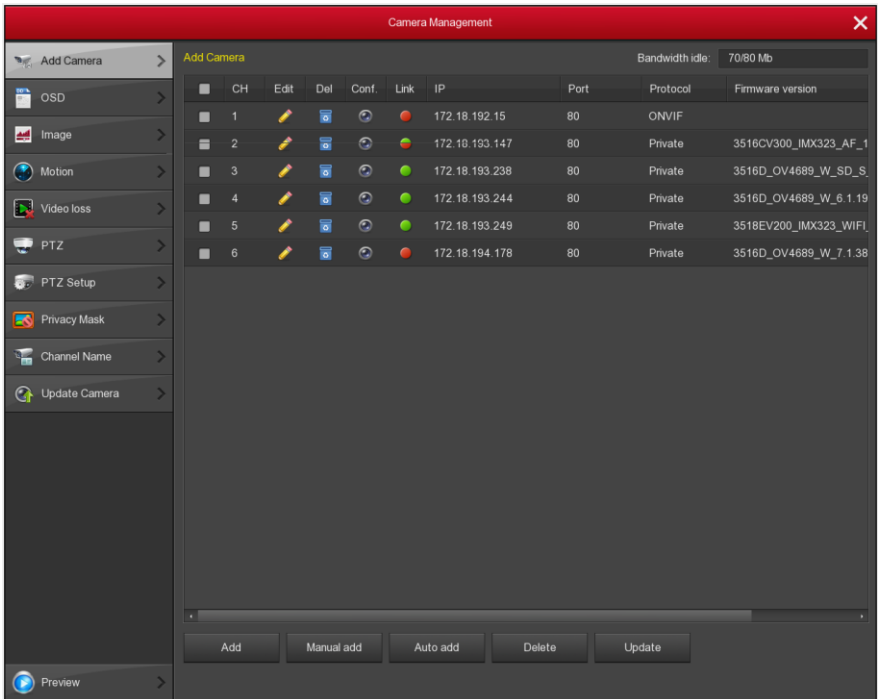 Camera Management
Add Camera
OSD
Image
Motion
Video loss
PTZ
PTZ Setup
Privacy Mask
Channel Name
Update Camera
Preview
Add Camera Bandwidth idle: 70/80 Mb
CH Edit Del Conf. Link IP Port Protocol Firmware version
1 172.18.192.15 80 ONVIF
2 172.18.193.147 80 Private 3516CV300_IMX323_AF_1
3 172.18.193.238 80 Private 3516D_OV4689_W_SD_S_
4 172.18.193.244 80 Private 3516D_OV4689_W_6.1.19
5 172.18.193.249 80 Private 3518EV200_IMX323_WIFI_
6 172.18.194.178 80 Private 3516D_OV4689_W_7.1.38
Add Manual add Auto add Delete Update